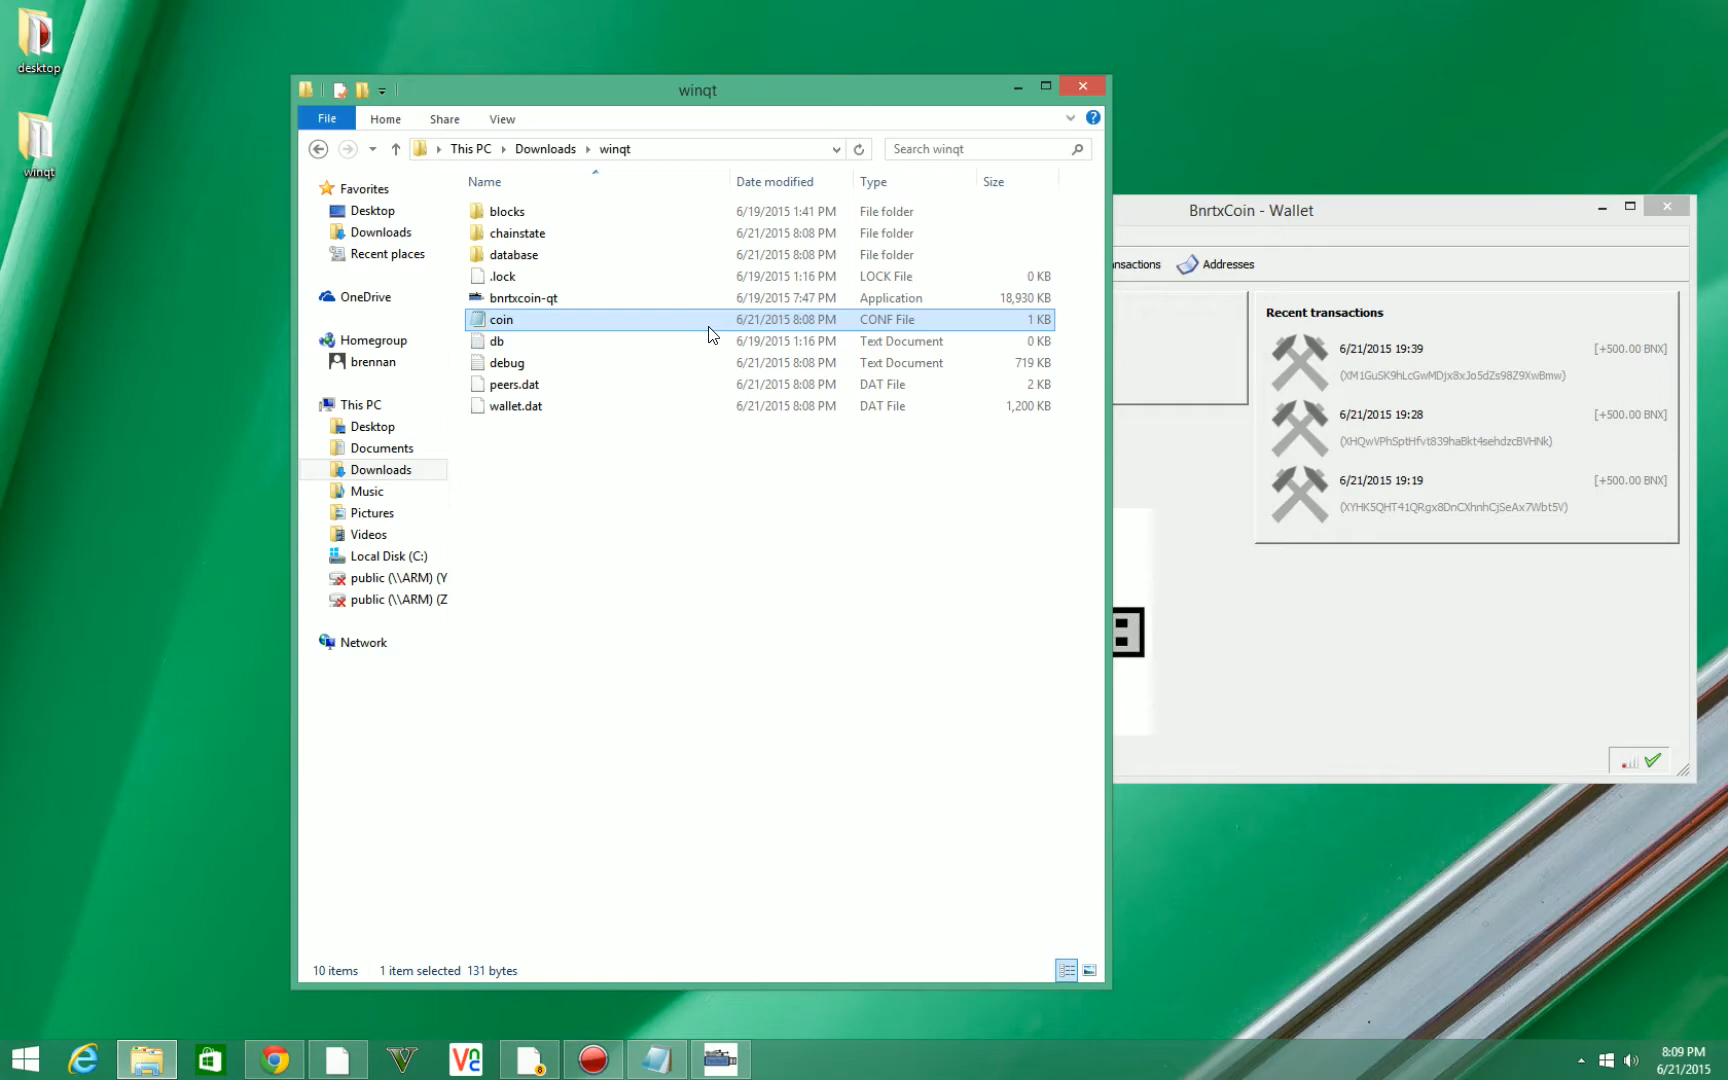 desktop
winqt
winqt
File
Home
Share
View
This PC
Downloads
winqt
Search winqt
Name
Date modified
Type
Size
Favorites
Desktop
Downloads
Recent places
OneDrive
Homegroup
brennan
This PC
Desktop
Documents
Downloads
Music
Pictures
Videos
Local Disk (C:)
public (\\ARM) (Y
public (\\ARM) (Z
Network
blocks 6/19/2015 1:41 PM File folder
chainstate 6/21/2015 8:08 PM File folder
database 6/21/2015 8:08 PM File folder
.lock 6/19/2015 1:16 PM LOCK File 0 KB
bnrtxcoin-qt 6/19/2015 7:47 PM Application 18,930 KB
coin 6/21/2015 8:08 PM CONF File 1 KB
db 6/19/2015 1:16 PM Text Document 0 KB
debug 6/21/2015 8:08 PM Text Document 719 KB
peers.dat 6/21/2015 8:08 PM DAT File 2 KB
wallet.dat 6/21/2015 8:08 PM DAT File 1,200 KB
10 items 1 item selected 131 bytes
BnrtxCoin - Wallet
nsactions
Addresses
Recent transactions
6/21/2015 19:39 [+500.00 BNX]
(XM1GuSK9hLcGwMDjx8xJo5dZs98Z9XwBmw)
6/21/2015 19:28 [+500.00 BNX]
(XHQwVPhSptHfvt839haBkt4sehdzcBVHNk)
6/21/2015 19:19 [+500.00 BNX]
(XYHK5QHT41QRgx8DnCXhnhCjSeAx7Wbt5V)
8:09 PM
6/21/2015